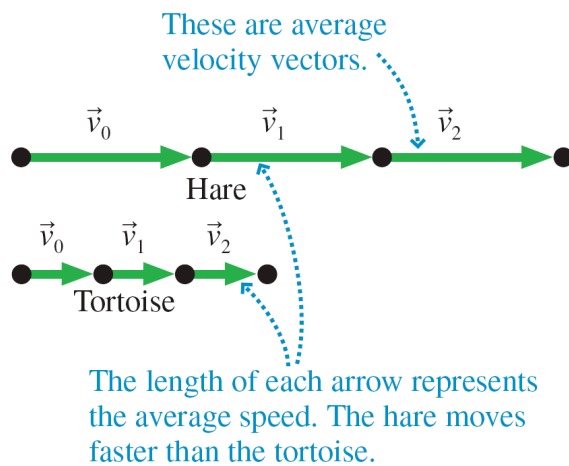 These are average
velocity vectors.
v⃗₀ v⃗₁ v⃗₂
Hare
v⃗₀ v⃗₁ v⃗₂
Tortoise
The length of each arrow represents
the average speed. The hare moves
faster than the tortoise.